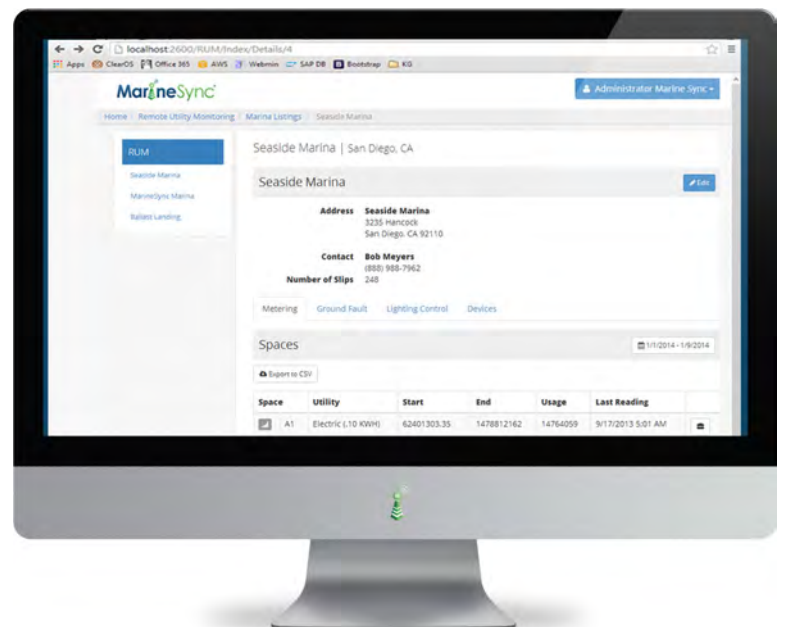 localhost:2600/RUM/Index/Details/4
Apps ClearOS Office 365 AWS Webmin SAP DB Bootstrap KG
MarineSync
Administrator Marine Sync
Home / Remote Utility Monitoring / Marina Listings / Seaside Marina
RUM
Seaside Marina
MarineSync Marina
Ballast Landing
Seaside Marina | San Diego, CA
Seaside Marina
Edit
Address Seaside Marina
3235 Hancock
San Diego, CA 92110
Contact Bob Meyers
(888) 988-7962
Number of Slips 248
Metering Ground Fault Lighting Control Devices
Spaces
1/1/2014 - 1/9/2014
Export to CSV
Space Utility Start End Usage Last Reading
A1 Electric (.10 KWH) 62401303.35 1478812162 14764059 9/17/2013 5:01 AM